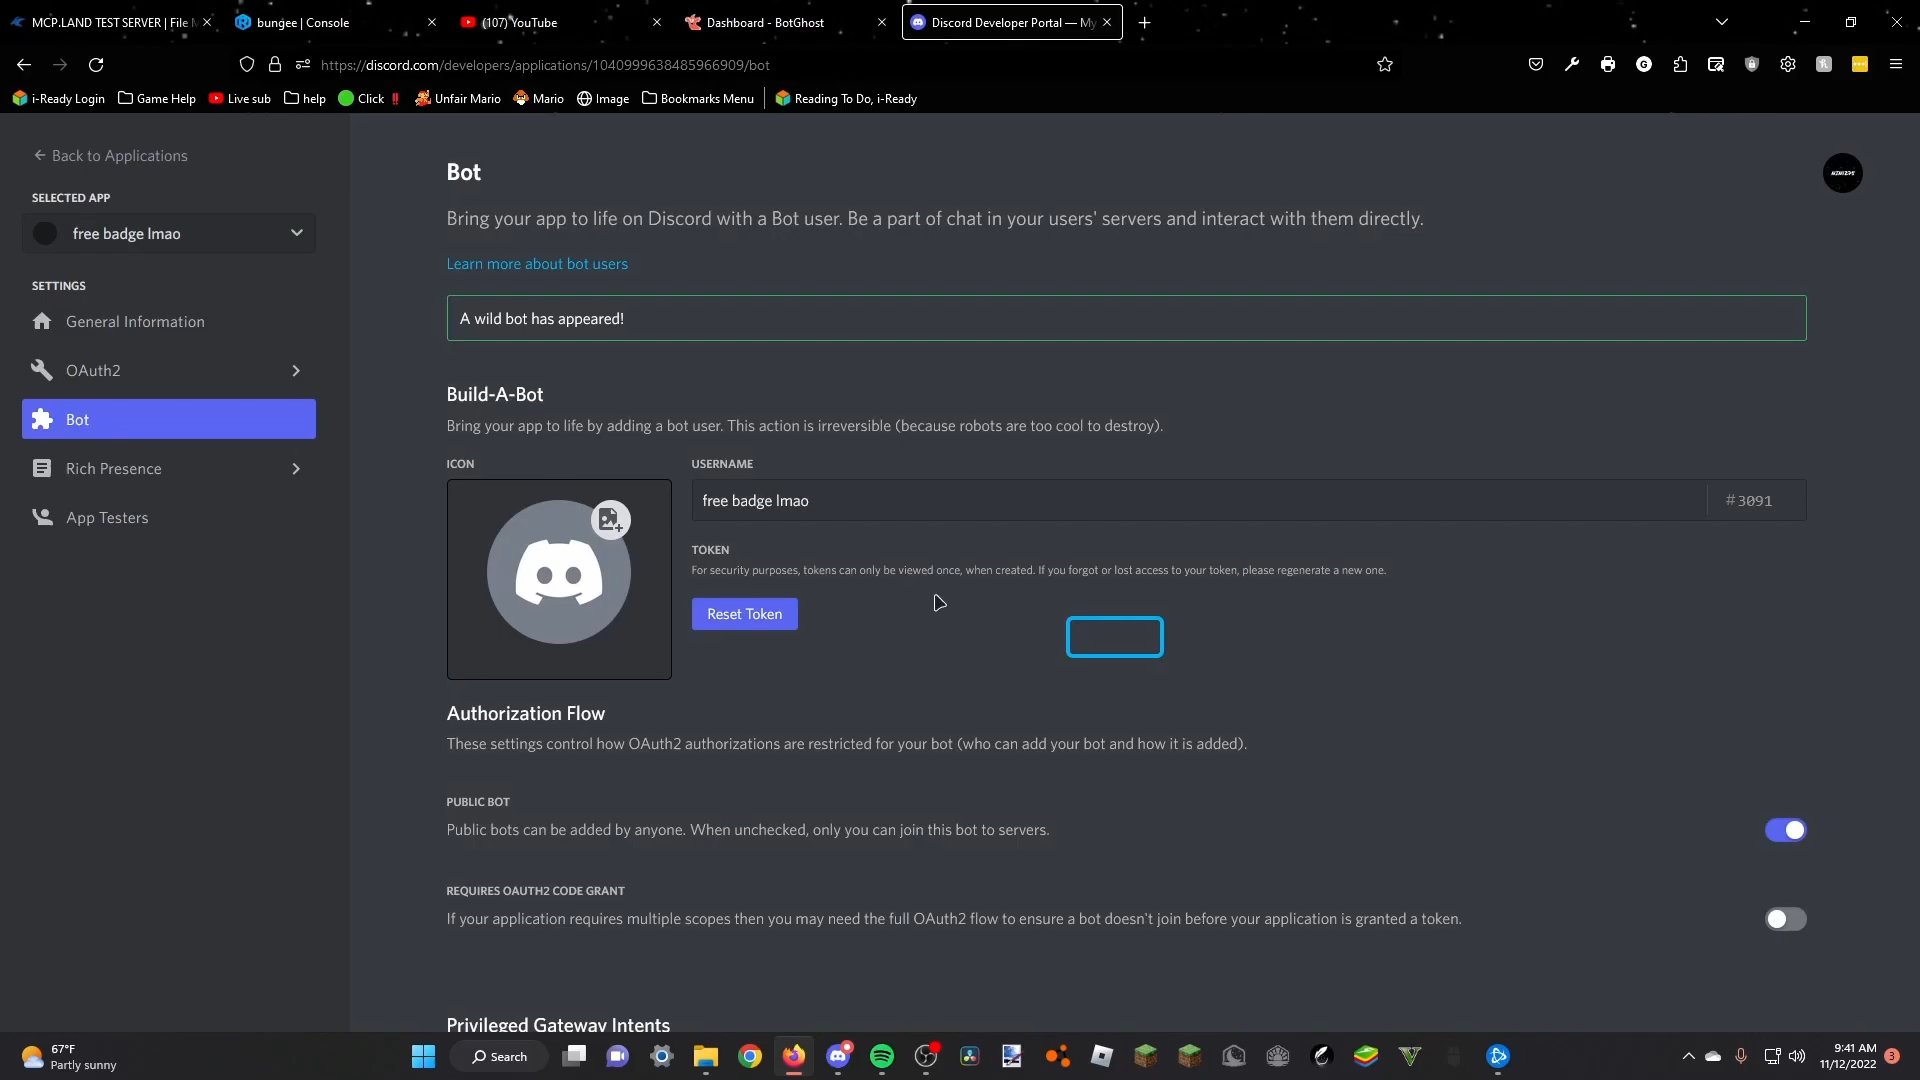 MCP.LAND TEST SERVER | File M
bungee | Console
(107) YouTube
Dashboard - BotGhost
Discord Developer Portal — My
https://discord.com/developers/applications/1040999638485966909/bot
i-Ready Login
Game Help
Live sub
help
Click ‼
Unfair Mario
Mario
Image
Bookmarks Menu
Reading To Do, i-Ready
Back to Applications
SELECTED APP
free badge lmao
SETTINGS
General Information
OAuth2
Bot
Rich Presence
App Testers
Bot
Bring your app to life on Discord with a Bot user. Be a part of chat in your users' servers and interact with them directly.
Learn more about bot users
A wild bot has appeared!
Build-A-Bot
Bring your app to life by adding a bot user. This action is irreversible (because robots are too cool to destroy).
ICON
USERNAME
free badge lmao
#3091
TOKEN
For security purposes, tokens can only be viewed once, when created. If you forgot or lost access to your token, please regenerate a new one.
Reset Token
Authorization Flow
These settings control how OAuth2 authorizations are restricted for your bot (who can add your bot and how it is added).
PUBLIC BOT
Public bots can be added by anyone. When unchecked, only you can join this bot to servers.
REQUIRES OAUTH2 CODE GRANT
If your application requires multiple scopes then you may need the full OAuth2 flow to ensure a bot doesn't join before your application is granted a token.
Privileged Gateway Intents
67°F
Partly sunny
Search
9:41 AM
11/12/2022
3